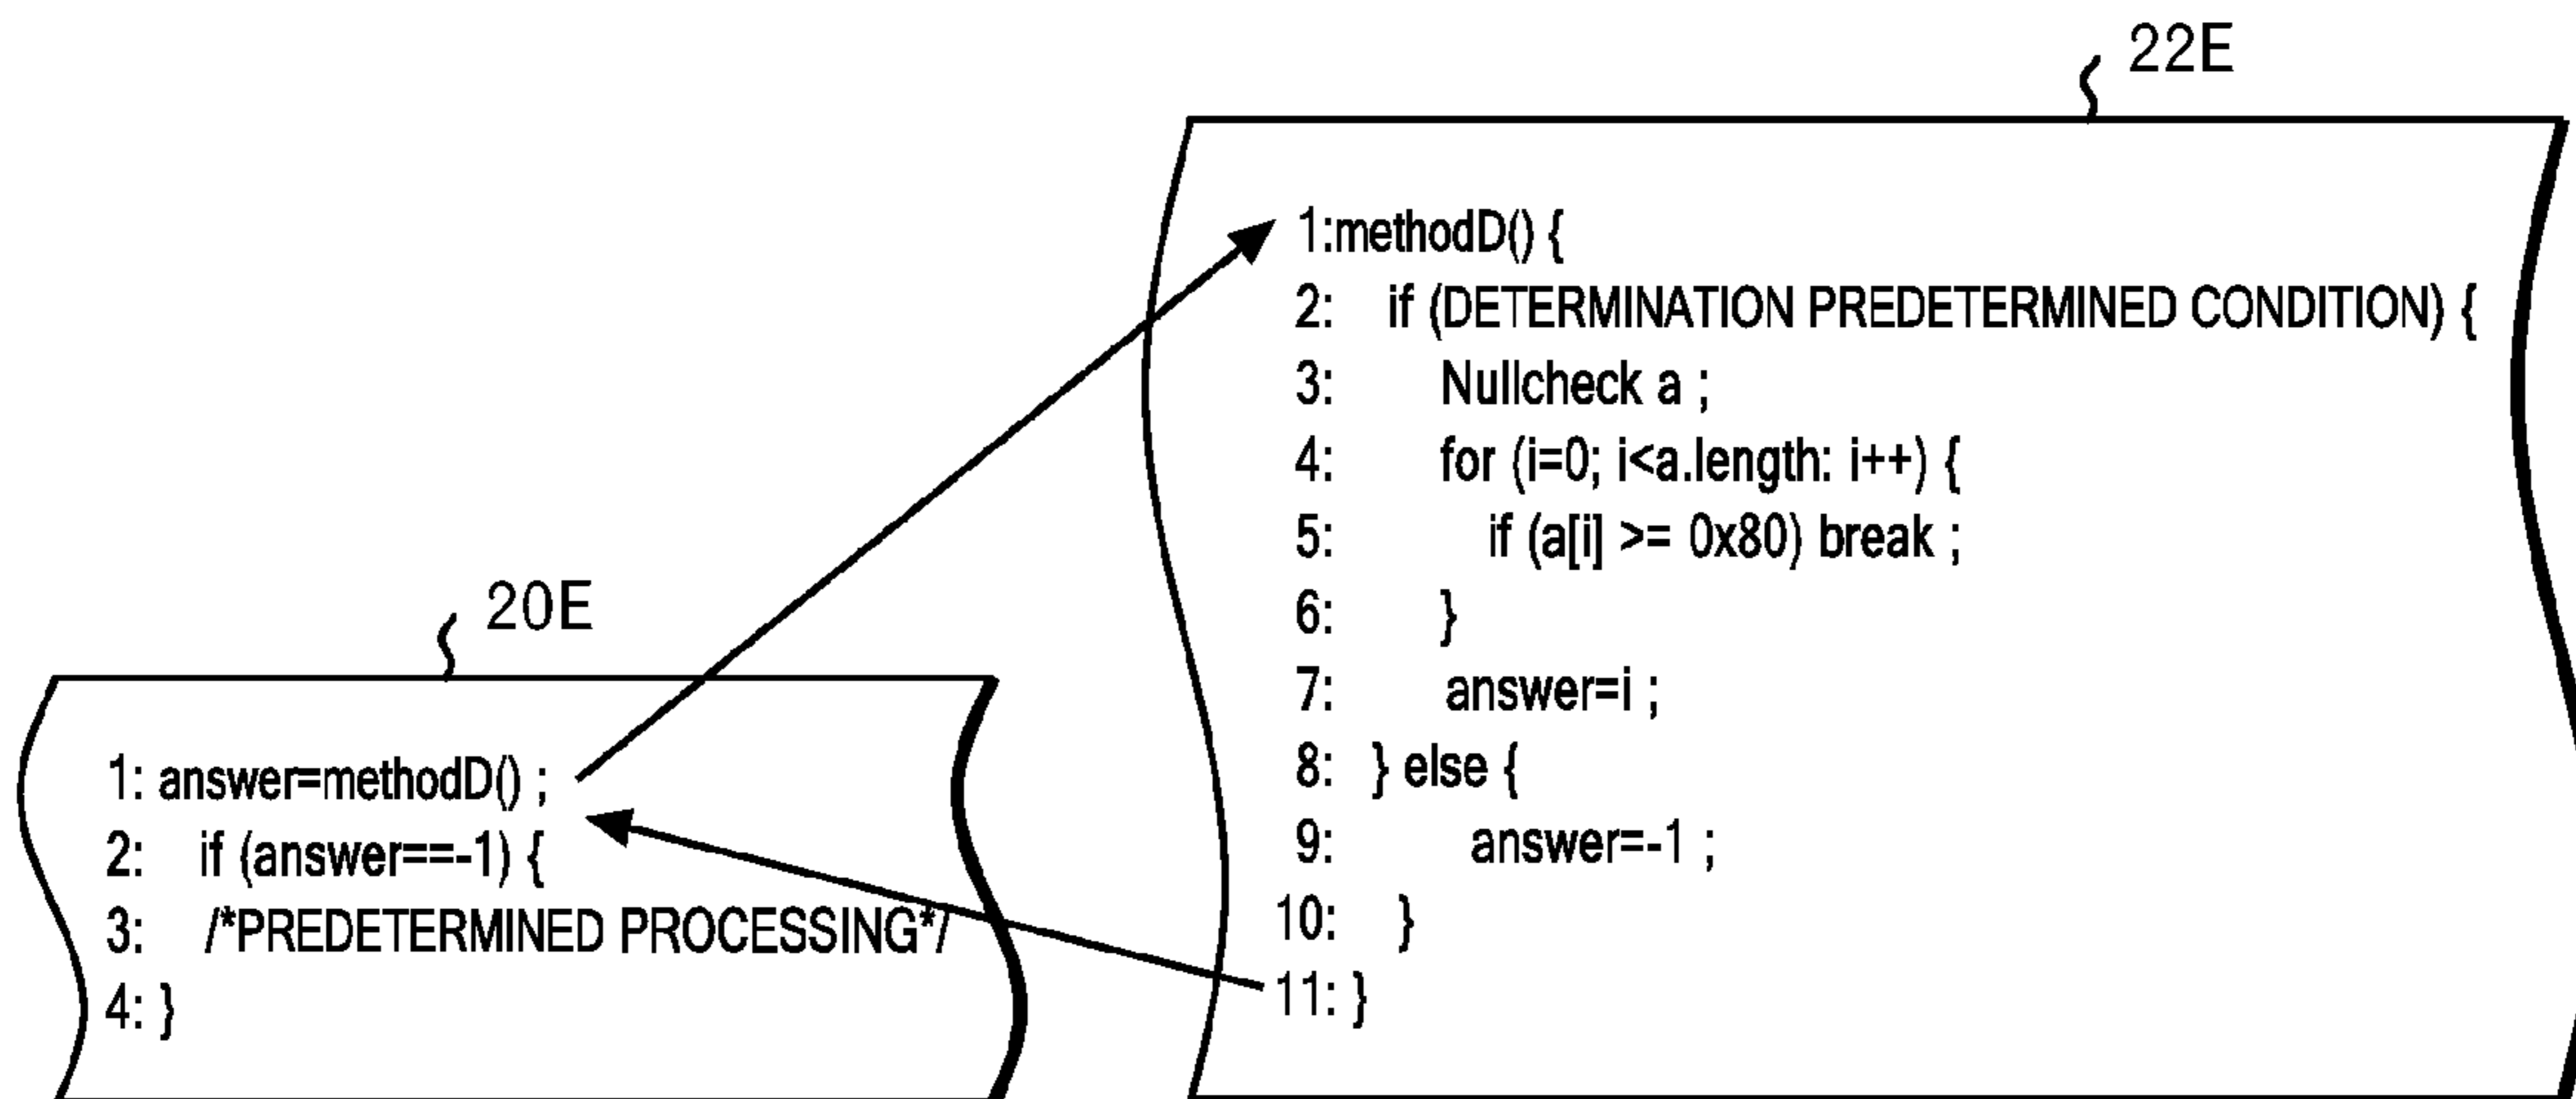 22E
1:methodD() {
2: if (DETERMINATION PREDETERMINED CONDITION) {
3: Nullcheck a ;
4: for (i=0; i<a.length: i++) {
5: if (a[i] >= 0x80) break ;
6: }
7: answer=i ;
8: } else {
9: answer=-1 ;
10: }
11: }
20E
1: answer=methodD() ;
2: if (answer==-1) {
3: /*PREDETERMINED PROCESSING*/
4: }